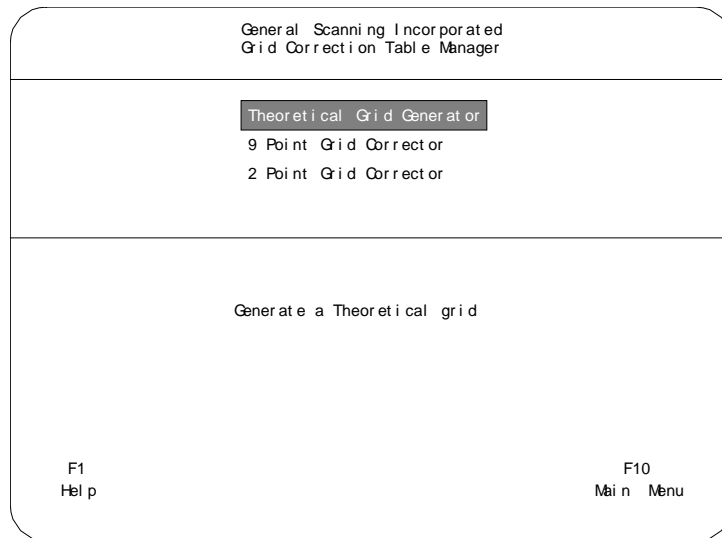 General Scanning Incorporated
Grid Correction Table Manager
Theoretical Grid Generator
9 Point Grid Corrector
2 Point Grid Corrector
Generate a Theoretical grid
F1 F10
Help Main Menu